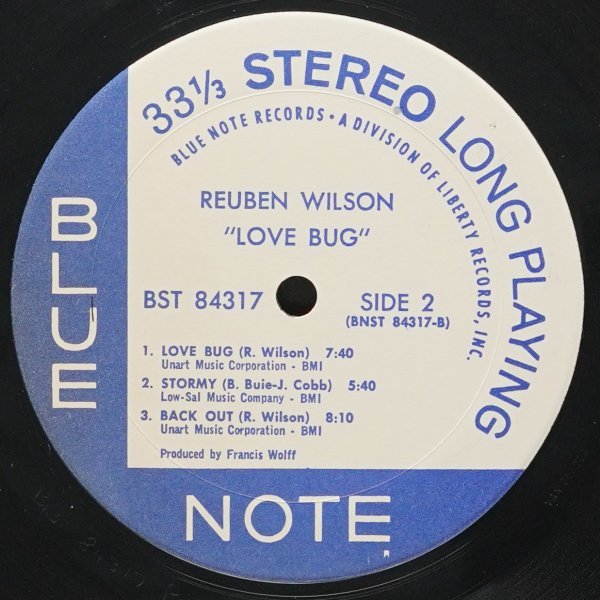 33⅓ STEREO LONG PLAYING
BLUE NOTE RECORDS • A DIVISION OF LIBERTY RECORDS, INC.
REUBEN WILSON
"LOVE BUG"
BST 84317
SIDE 2
(BNST 84317-B)
1. LOVE BUG (R. Wilson) 7:40
Unart Music Corporation - BMI
2. STORMY (B. Buie-J. Cobb) 5:40
Low-Sal Music Company - BMI
3. BACK OUT (R. Wilson) 8:10
Unart Music Corporation - BMI
Produced by Francis Wolff
BLUE
NOTE